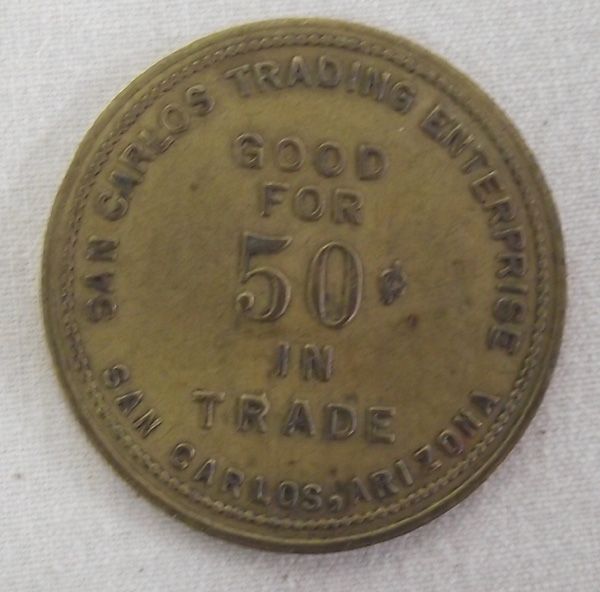 SAN CARLOS TRADING ENTERPRISE
GOOD
FOR
50¢
IN
TRADE
SAN CARLOS, ARIZONA